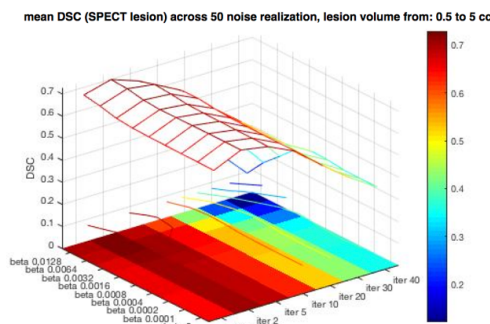 mean DSC (SPECT lesion) across 50 noise realization, lesion volume from: 0.5 to 5 cc
0.7
0.6
0.5
0.4
0.3
0.2
0.1
0
DSC
beta 0.0128
beta 0.0064
beta 0.0032
beta 0.0016
beta 0.0008
beta 0.0004
beta 0.0002
beta 0.0001
iter 2
iter 5
iter 10
iter 20
iter 30
iter 40
0.7
0.6
0.5
0.4
0.3
0.2